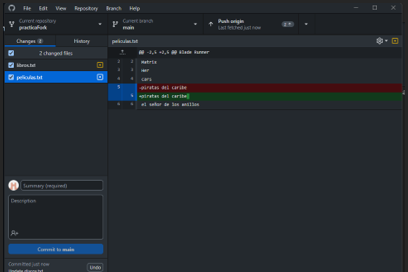 File Edit View Repository Branch Help
Current repository
practicaFork
Current branch
main
Push origin
Last fetched just now
Changes 2
History
2 changed files
libros.txt
peliculas.txt
peliculas.txt
@@ -2,5 +2,5 @@ Blade Runner
2 2 Matrix
3 3 Her
4 4 Cars
5 -piratas del caribe
5 +piratas del caribe
6 6 el señor de los anillos
Summary (required)
Description
Commit to main
Committed just now
Undo